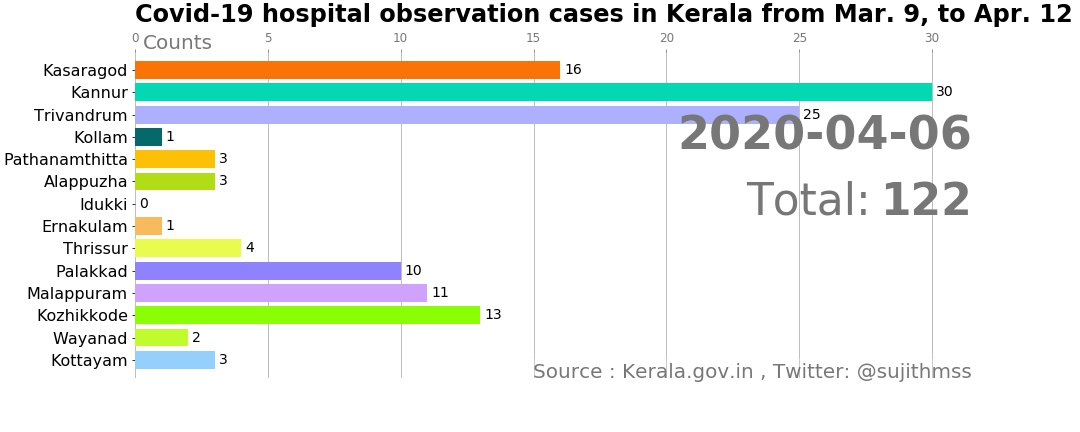 Covid-19 hospital observation cases in Kerala from Mar. 9, to Apr. 12
0 5 10 15 20 25 30
Counts
Kasaragod 16
Kannur 30
Trivandrum 25
2020-04-06
Kollam 1
Pathanamthitta 3
Alappuzha 3
Total: 122
Idukki 0
Ernakulam 1
Thrissur 4
Palakkad 10
Malappuram 11
Kozhikkode 13
Wayanad 2
Kottayam 3
Source : Kerala.gov.in , Twitter: @sujithmss